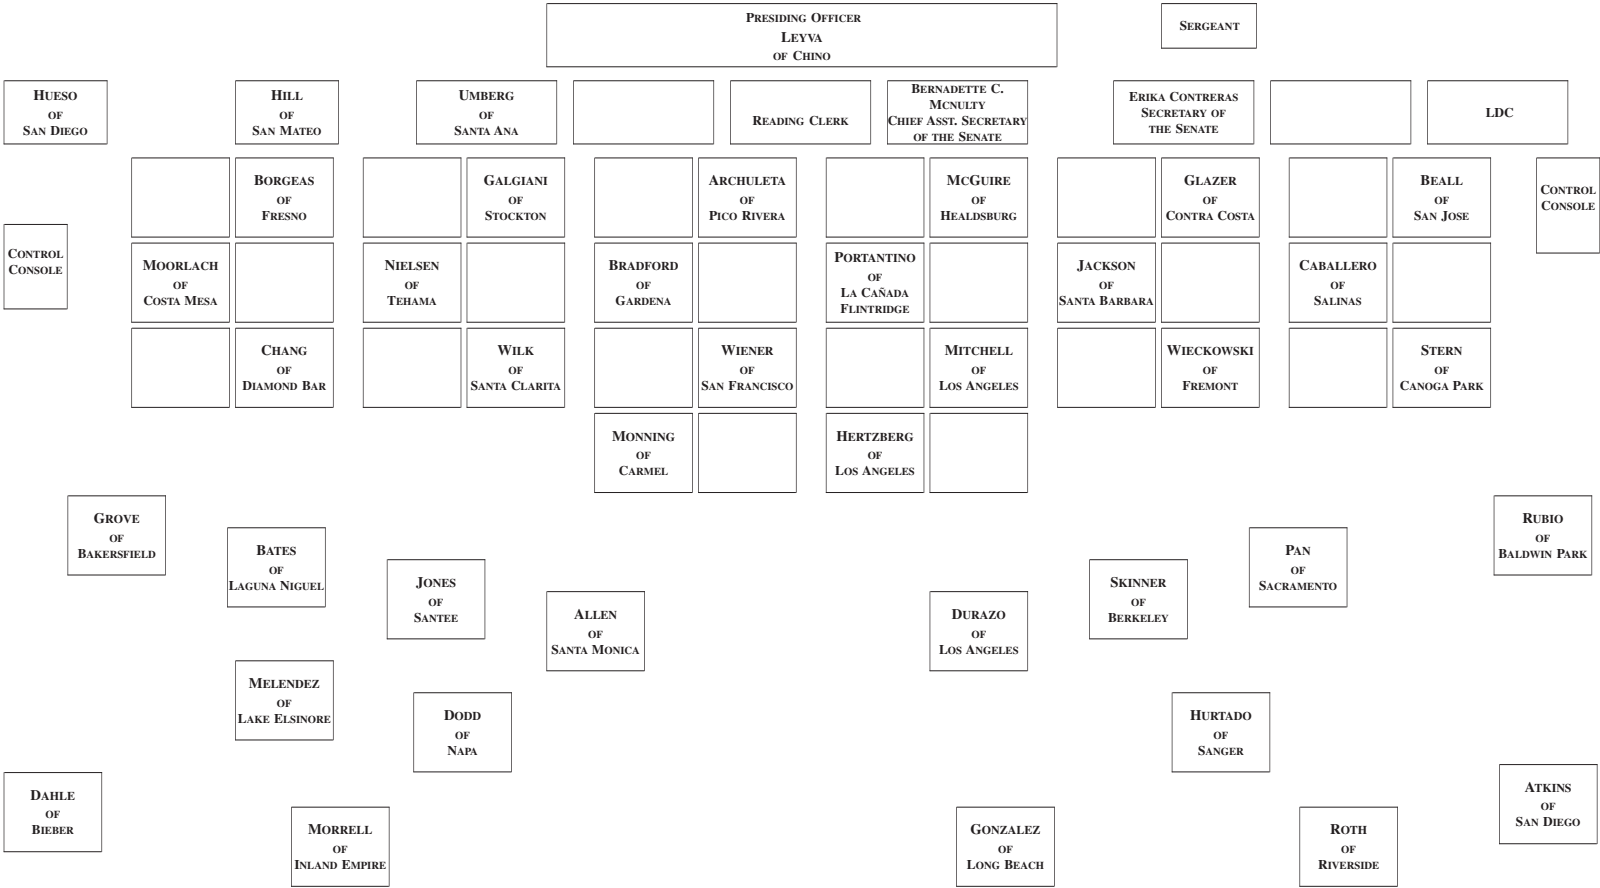 PRESIDING OFFICER
LEYVA
OF CHINO
SERGEANT
HUESO
OF
SAN DIEGO
HILL
OF
SAN MATEO
UMBERG
OF
SANTA ANA
READING CLERK
BERNADETTE C.
MCNULTY
CHIEF ASST. SECRETARY
OF THE SENATE
ERIKA CONTRERAS
SECRETARY OF
THE SENATE
LDC
BORGEAS
OF
FRESNO
GALGIANI
OF
STOCKTON
ARCHULETA
OF
PICO RIVERA
MCGUIRE
OF
HEALDSBURG
GLAZER
OF
CONTRA COSTA
BEALL
OF
SAN JOSE
CONTROL
CONSOLE
CONTROL
CONSOLE
MOORLACH
OF
COSTA MESA
NIELSEN
OF
TEHAMA
BRADFORD
OF
GARDENA
PORTANTINO
OF
LA CAÑADA
FLINTRIDGE
JACKSON
OF
SANTA BARBARA
CABALLERO
OF
SALINAS
CHANG
OF
DIAMOND BAR
WILK
OF
SANTA CLARITA
WIENER
OF
SAN FRANCISCO
MITCHELL
OF
LOS ANGELES
WIECKOWSKI
OF
FREMONT
STERN
OF
CANOGA PARK
MONNING
OF
CARMEL
HERTZBERG
OF
LOS ANGELES
GROVE
OF
BAKERSFIELD
BATES
OF
LAGUNA NIGUEL
JONES
OF
SANTEE
ALLEN
OF
SANTA MONICA
DURAZO
OF
LOS ANGELES
SKINNER
OF
BERKELEY
PAN
OF
SACRAMENTO
RUBIO
OF
BALDWIN PARK
MELENDEZ
OF
LAKE ELSINORE
DODD
OF
NAPA
HURTADO
OF
SANGER
DAHLE
OF
BIEBER
MORRELL
OF
INLAND EMPIRE
GONZALEZ
OF
LONG BEACH
ROTH
OF
RIVERSIDE
ATKINS
OF
SAN DIEGO